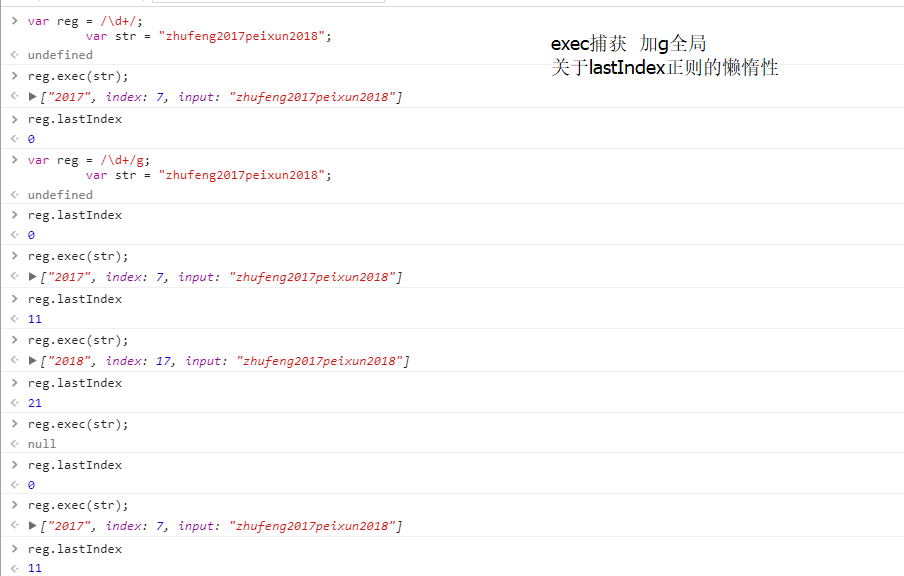 var reg = /\d+/;
var str = "zhufeng2017peixun2018";
exec捕获 加g全局
关于lastIndex正则的懒惰性
undefined
reg.exec(str);
["2017", index: 7, input: "zhufeng2017peixun2018"]
reg.lastIndex
0
var reg = /\d+/g;
var str = "zhufeng2017peixun2018";
undefined
reg.lastIndex
0
reg.exec(str);
["2017", index: 7, input: "zhufeng2017peixun2018"]
reg.lastIndex
11
reg.exec(str);
["2018", index: 17, input: "zhufeng2017peixun2018"]
reg.lastIndex
21
reg.exec(str);
null
reg.lastIndex
0
reg.exec(str);
["2017", index: 7, input: "zhufeng2017peixun2018"]
reg.lastIndex
11